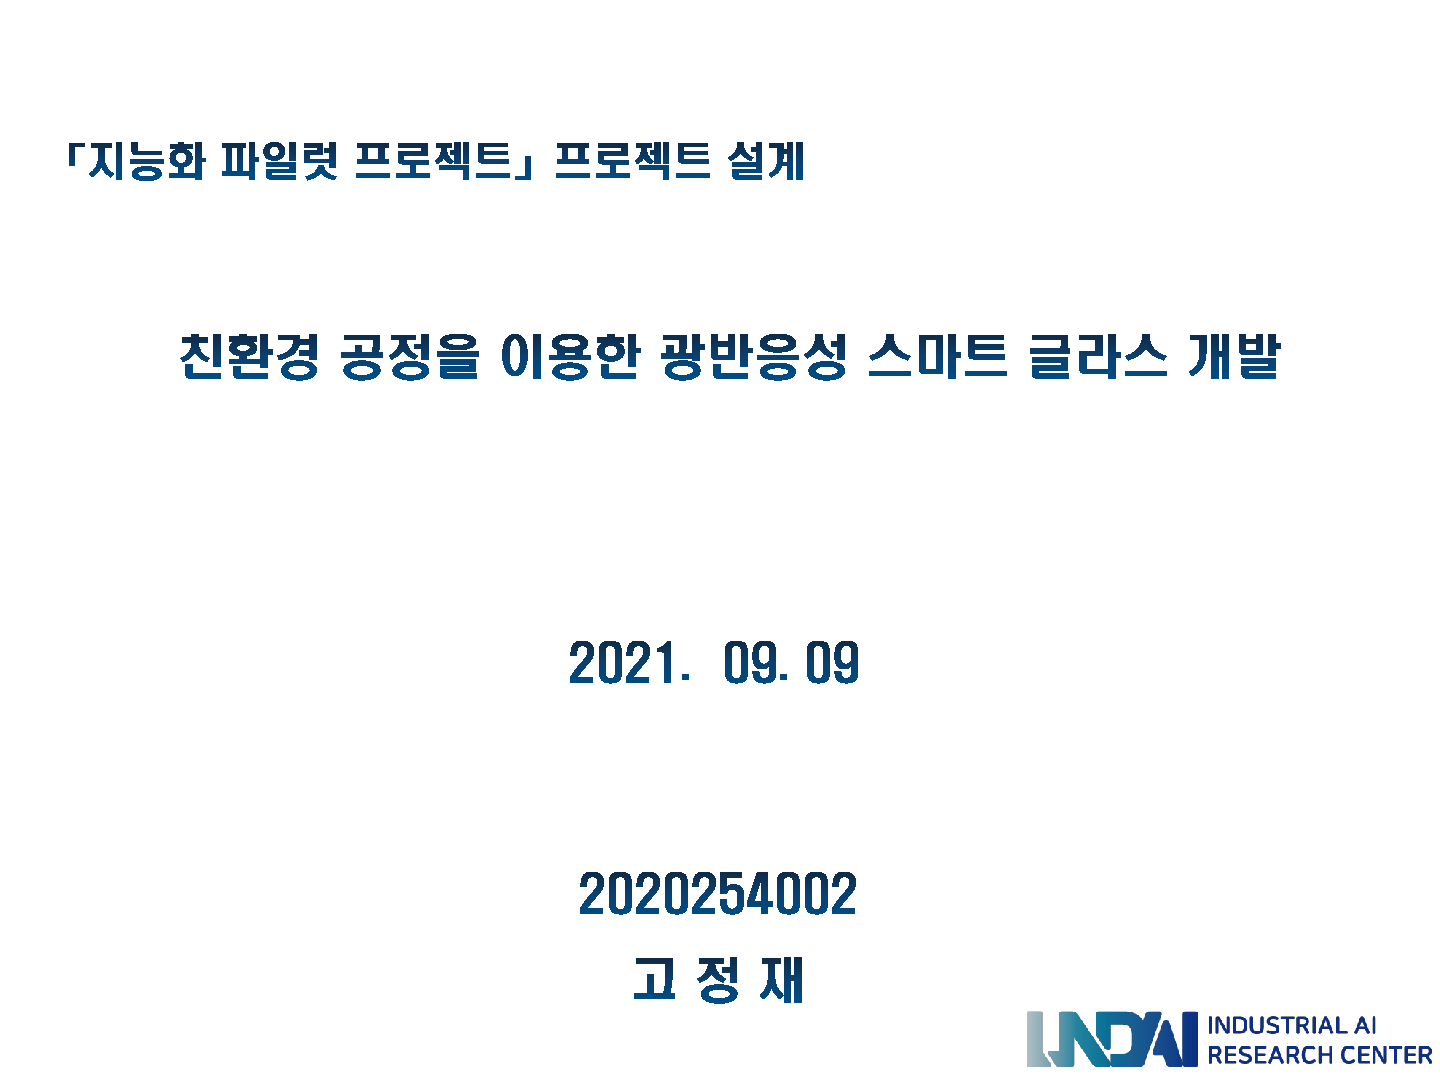 「지능화 파일럿 프로젝트」 프로젝트 설계
친환경 공정을 이용한 광반응성 스마트 글라스 개발
2021. 09. 09
2020254002
고 정 재
INDAI INDUSTRIAL AI
RESEARCH CENTER